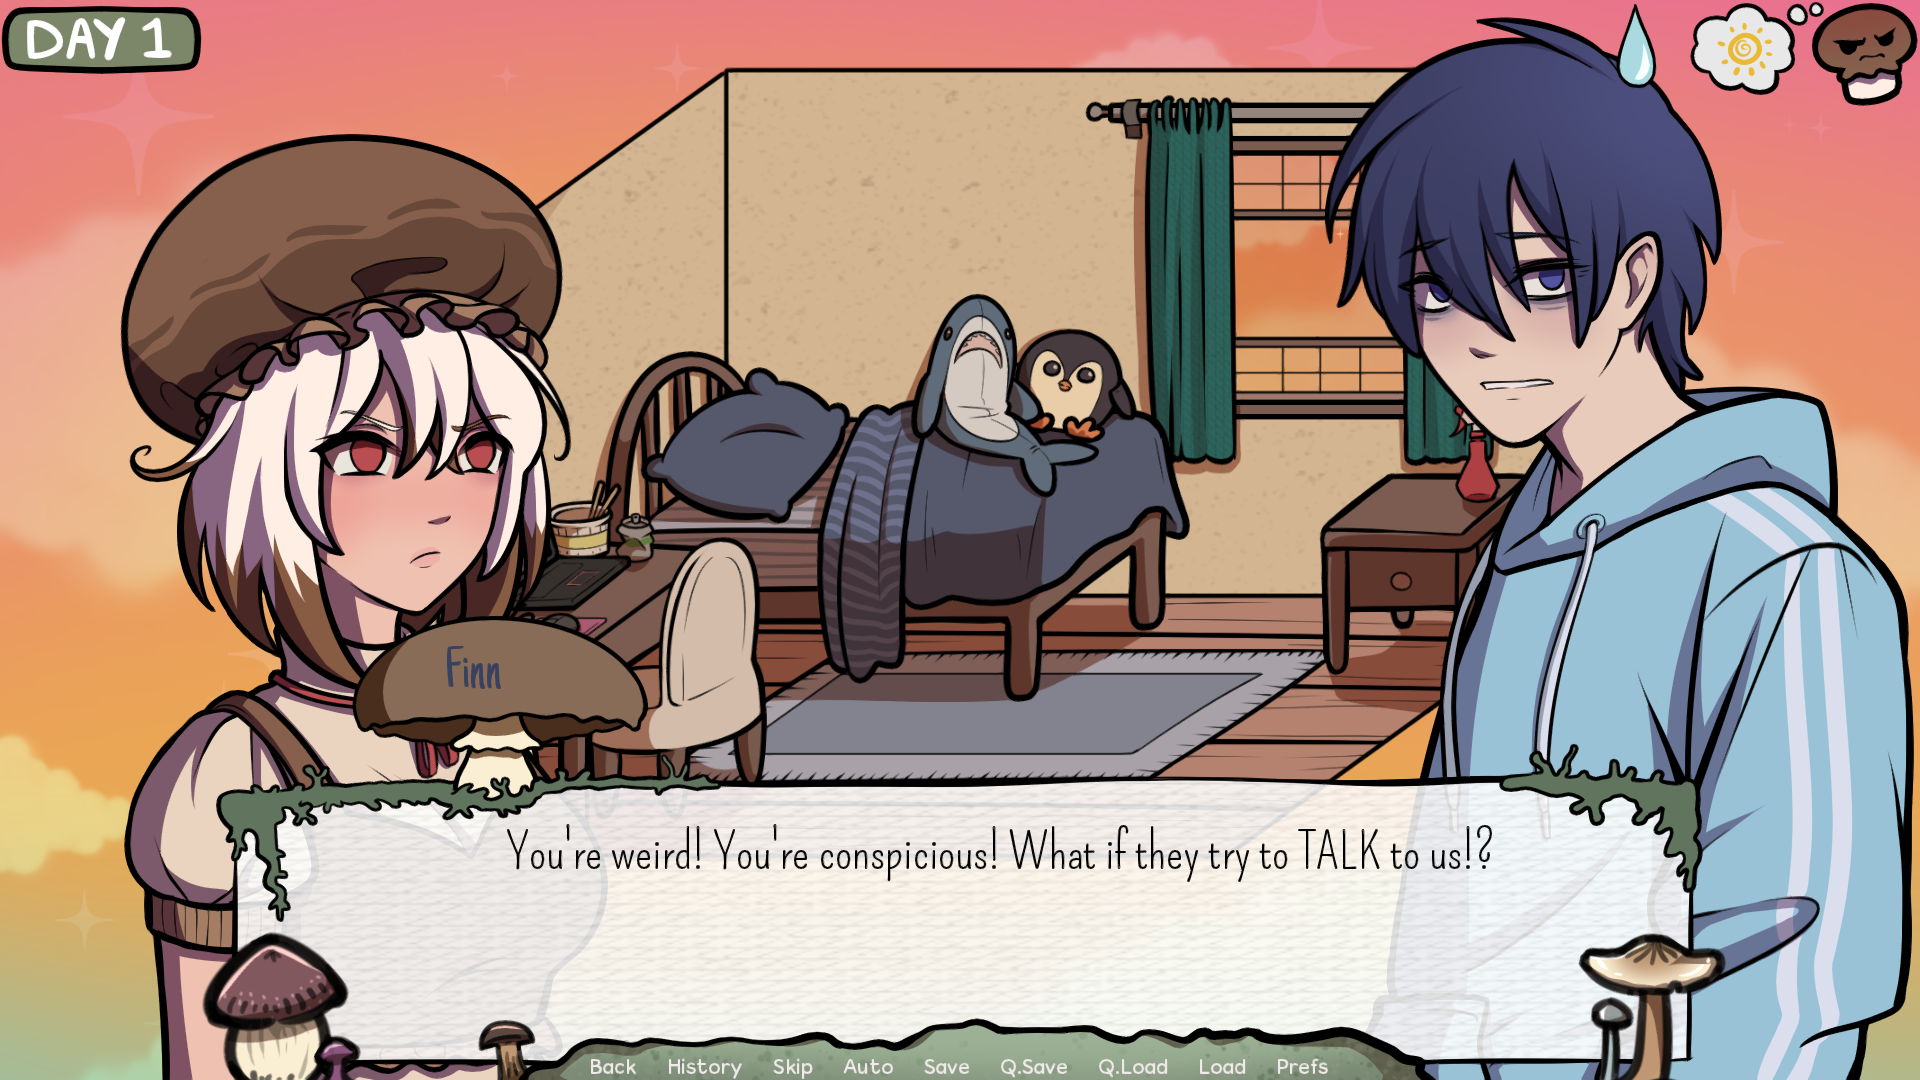 DAY 1
Finn
You're weird! You're conspicious! What if they try to TALK to us!?
Back History Skip Auto Save Q.Save Q.Load Load Prefs